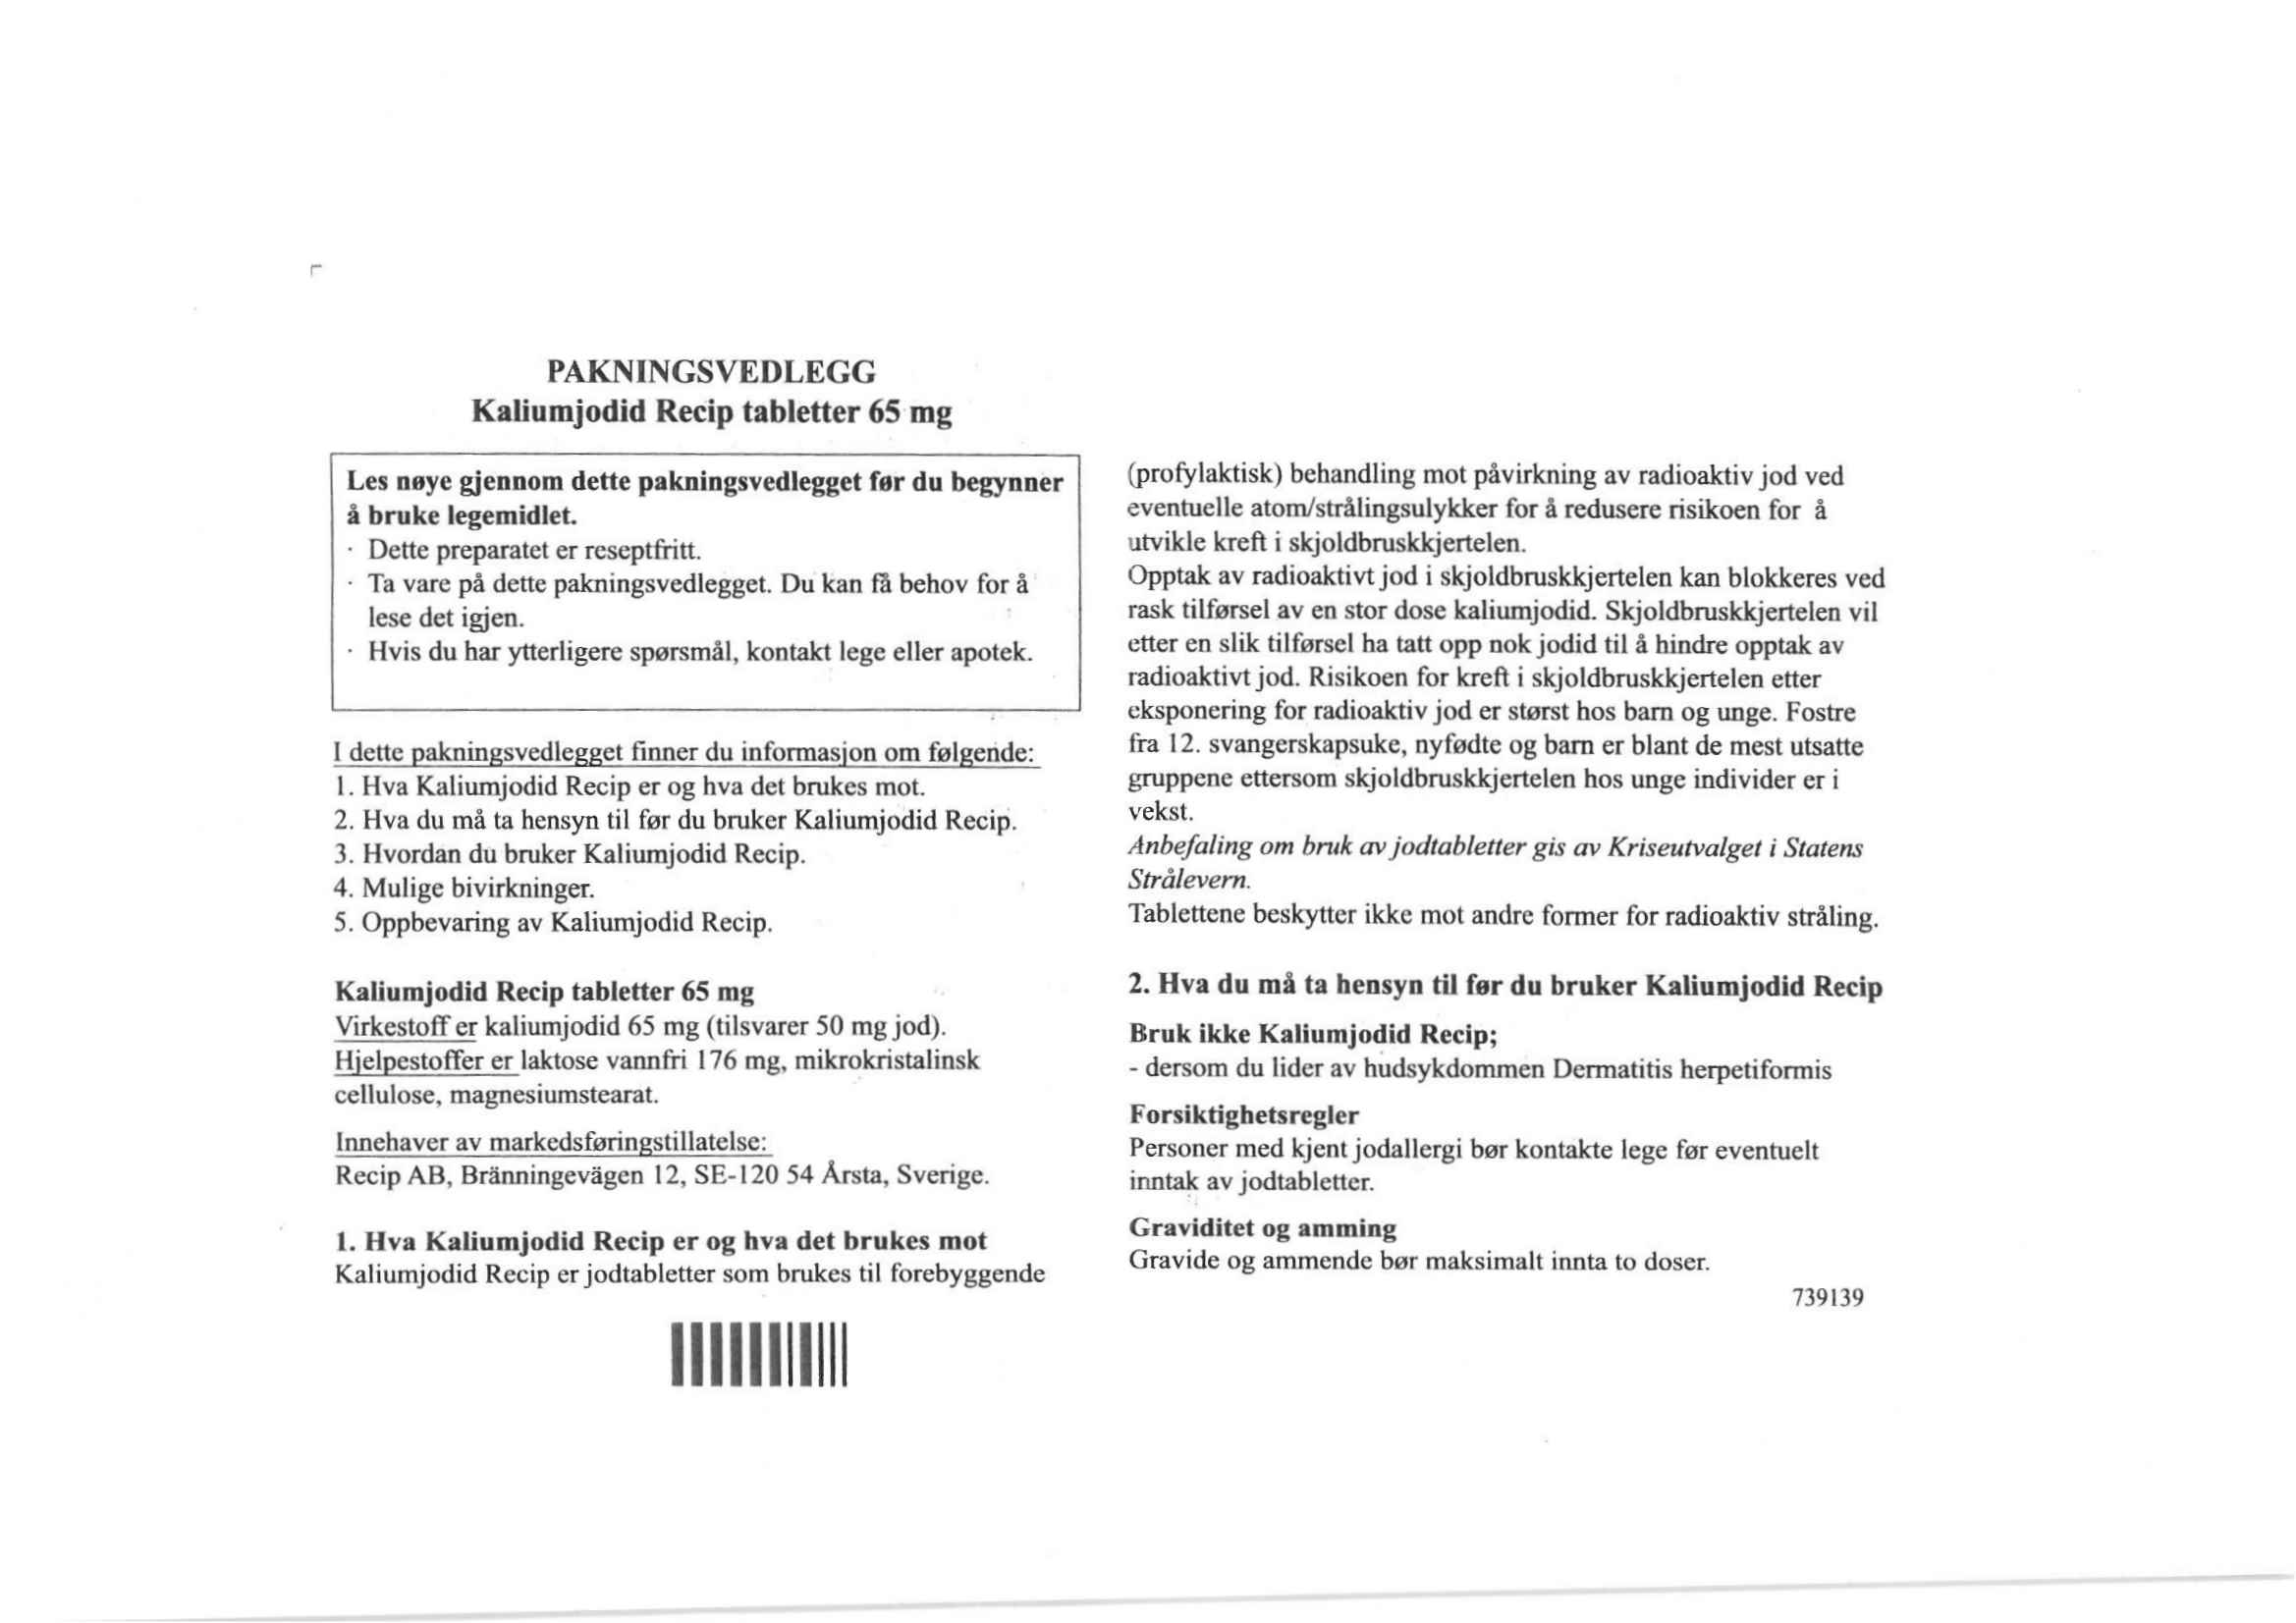 PAKNINGSVEDLEGG
Kaliumjodid Recip tabletter 65 mg
Les nøye gjennom dette pakningsvedlegget før du begynner
å bruke legemidlet.
· Dette preparatet er reseptfritt.
· Ta vare på dette pakningsvedlegget. Du kan få behov for å
lese det igjen.
· Hvis du har ytterligere spørsmål, kontakt lege eller apotek.
I dette pakningsvedlegget finner du informasjon om følgende:
1. Hva Kaliumjodid Recip er og hva det brukes mot.
2. Hva du må ta hensyn til før du bruker Kaliumjodid Recip.
3. Hvordan du bruker Kaliumjodid Recip.
4. Mulige bivirkninger.
5. Oppbevaring av Kaliumjodid Recip.
Kaliumjodid Recip tabletter 65 mg
Virkestoff er kaliumjodid 65 mg (tilsvarer 50 mg jod).
Hjelpestoffer er laktose vannfri 176 mg, mikrokristalinsk
cellulose, magnesiumstearat.
Innehaver av markedsføringstillatelse:
Recip AB, Bränningevägen 12, SE-120 54 Årsta, Sverige.
1. Hva Kaliumjodid Recip er og hva det brukes mot
Kaliumjodid Recip er jodtabletter som brukes til forebyggende
(profylaktisk) behandling mot påvirkning av radioaktiv jod ved
eventuelle atom/strålingsulykker for å redusere risikoen for å
utvikle kreft i skjoldbruskkjertelen.
Opptak av radioaktivt jod i skjoldbruskkjertelen kan blokkeres ved
rask tilførsel av en stor dose kaliumjodid. Skjoldbruskkjertelen vil
etter en slik tilførsel ha tatt opp nok jodid til å hindre opptak av
radioaktivt jod. Risikoen for kreft i skjoldbruskkjertelen etter
eksponering for radioaktiv jod er størst hos barn og unge. Fostre
fra 12. svangerskapsuke, nyfødte og barn er blant de mest utsatte
gruppene ettersom skjoldbruskkjertelen hos unge individer er i
vekst.
Anbefaling om bruk av jodtabletter gis av Kriseutvalget i Statens
Strålevern.
Tablettene beskytter ikke mot andre former for radioaktiv stråling.
2. Hva du må ta hensyn til før du bruker Kaliumjodid Recip
Bruk ikke Kaliumjodid Recip;
- dersom du lider av hudsykdommen Dermatitis herpetiformis
Forsiktighetsregler
Personer med kjent jodallergi bør kontakte lege før eventuelt
inntak av jodtabletter.
Graviditet og amming
Gravide og ammende bør maksimalt innta to doser.
739139